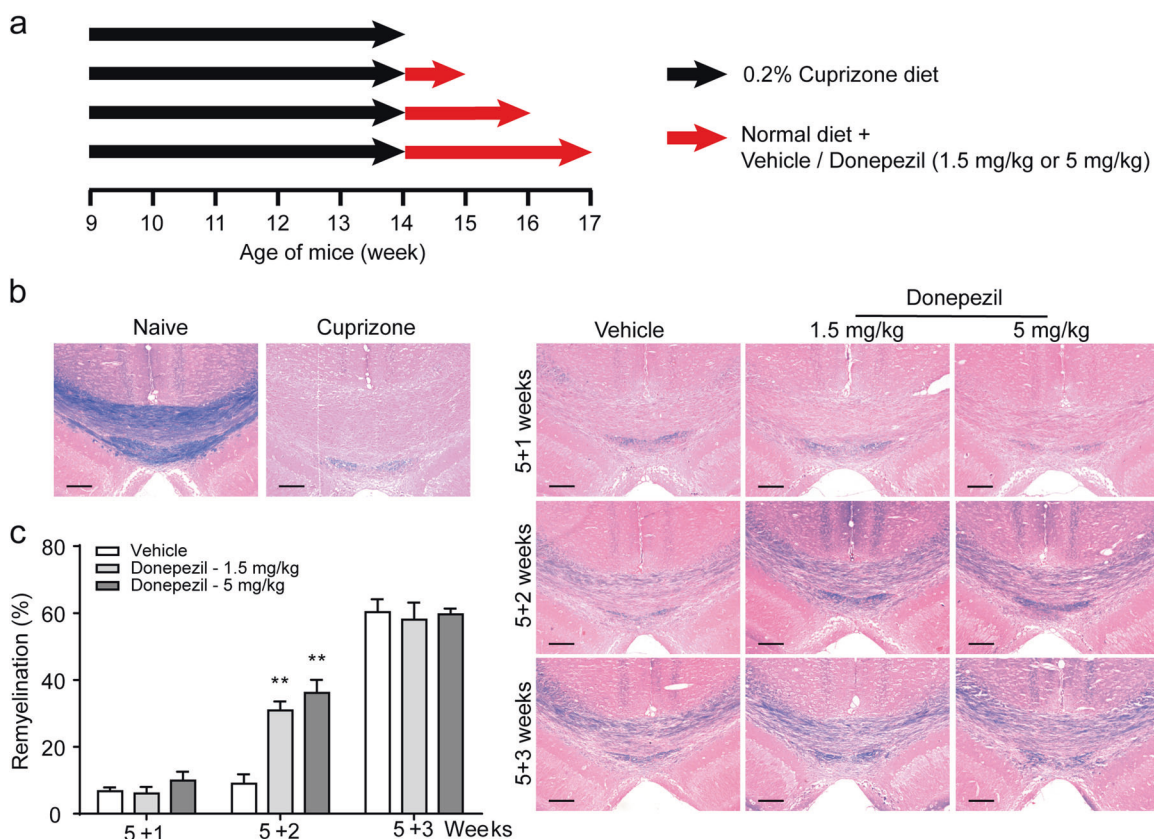 a
0.2% Cuprizone diet
Normal diet +
Vehicle / Donepezil (1.5 mg/kg or 5 mg/kg)
9 10 11 12 13 14 15 16 17
Age of mice (week)
b
Naive Cuprizone
Donepezil
Vehicle 1.5 mg/kg 5 mg/kg
5+1 weeks
5+2 weeks
5+3 weeks
c
Vehicle
Donepezil - 1.5 mg/kg
Donepezil - 5 mg/kg
Remyelination (%)
80
60
40
20
0
**
**
5+1 5+2 5+3 Weeks